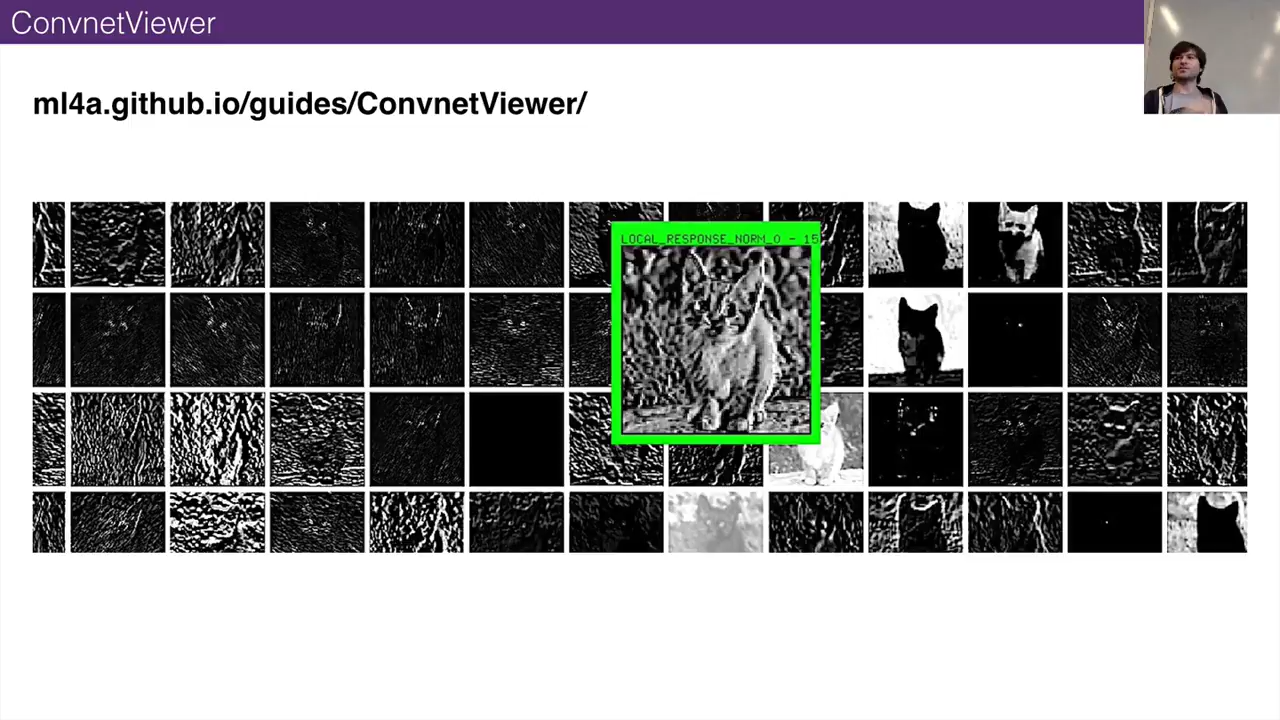 ConvnetViewer
ml4a.github.io/guides/ConvnetViewer/
LOCAL_RESPONSE_NORM_0 - 15